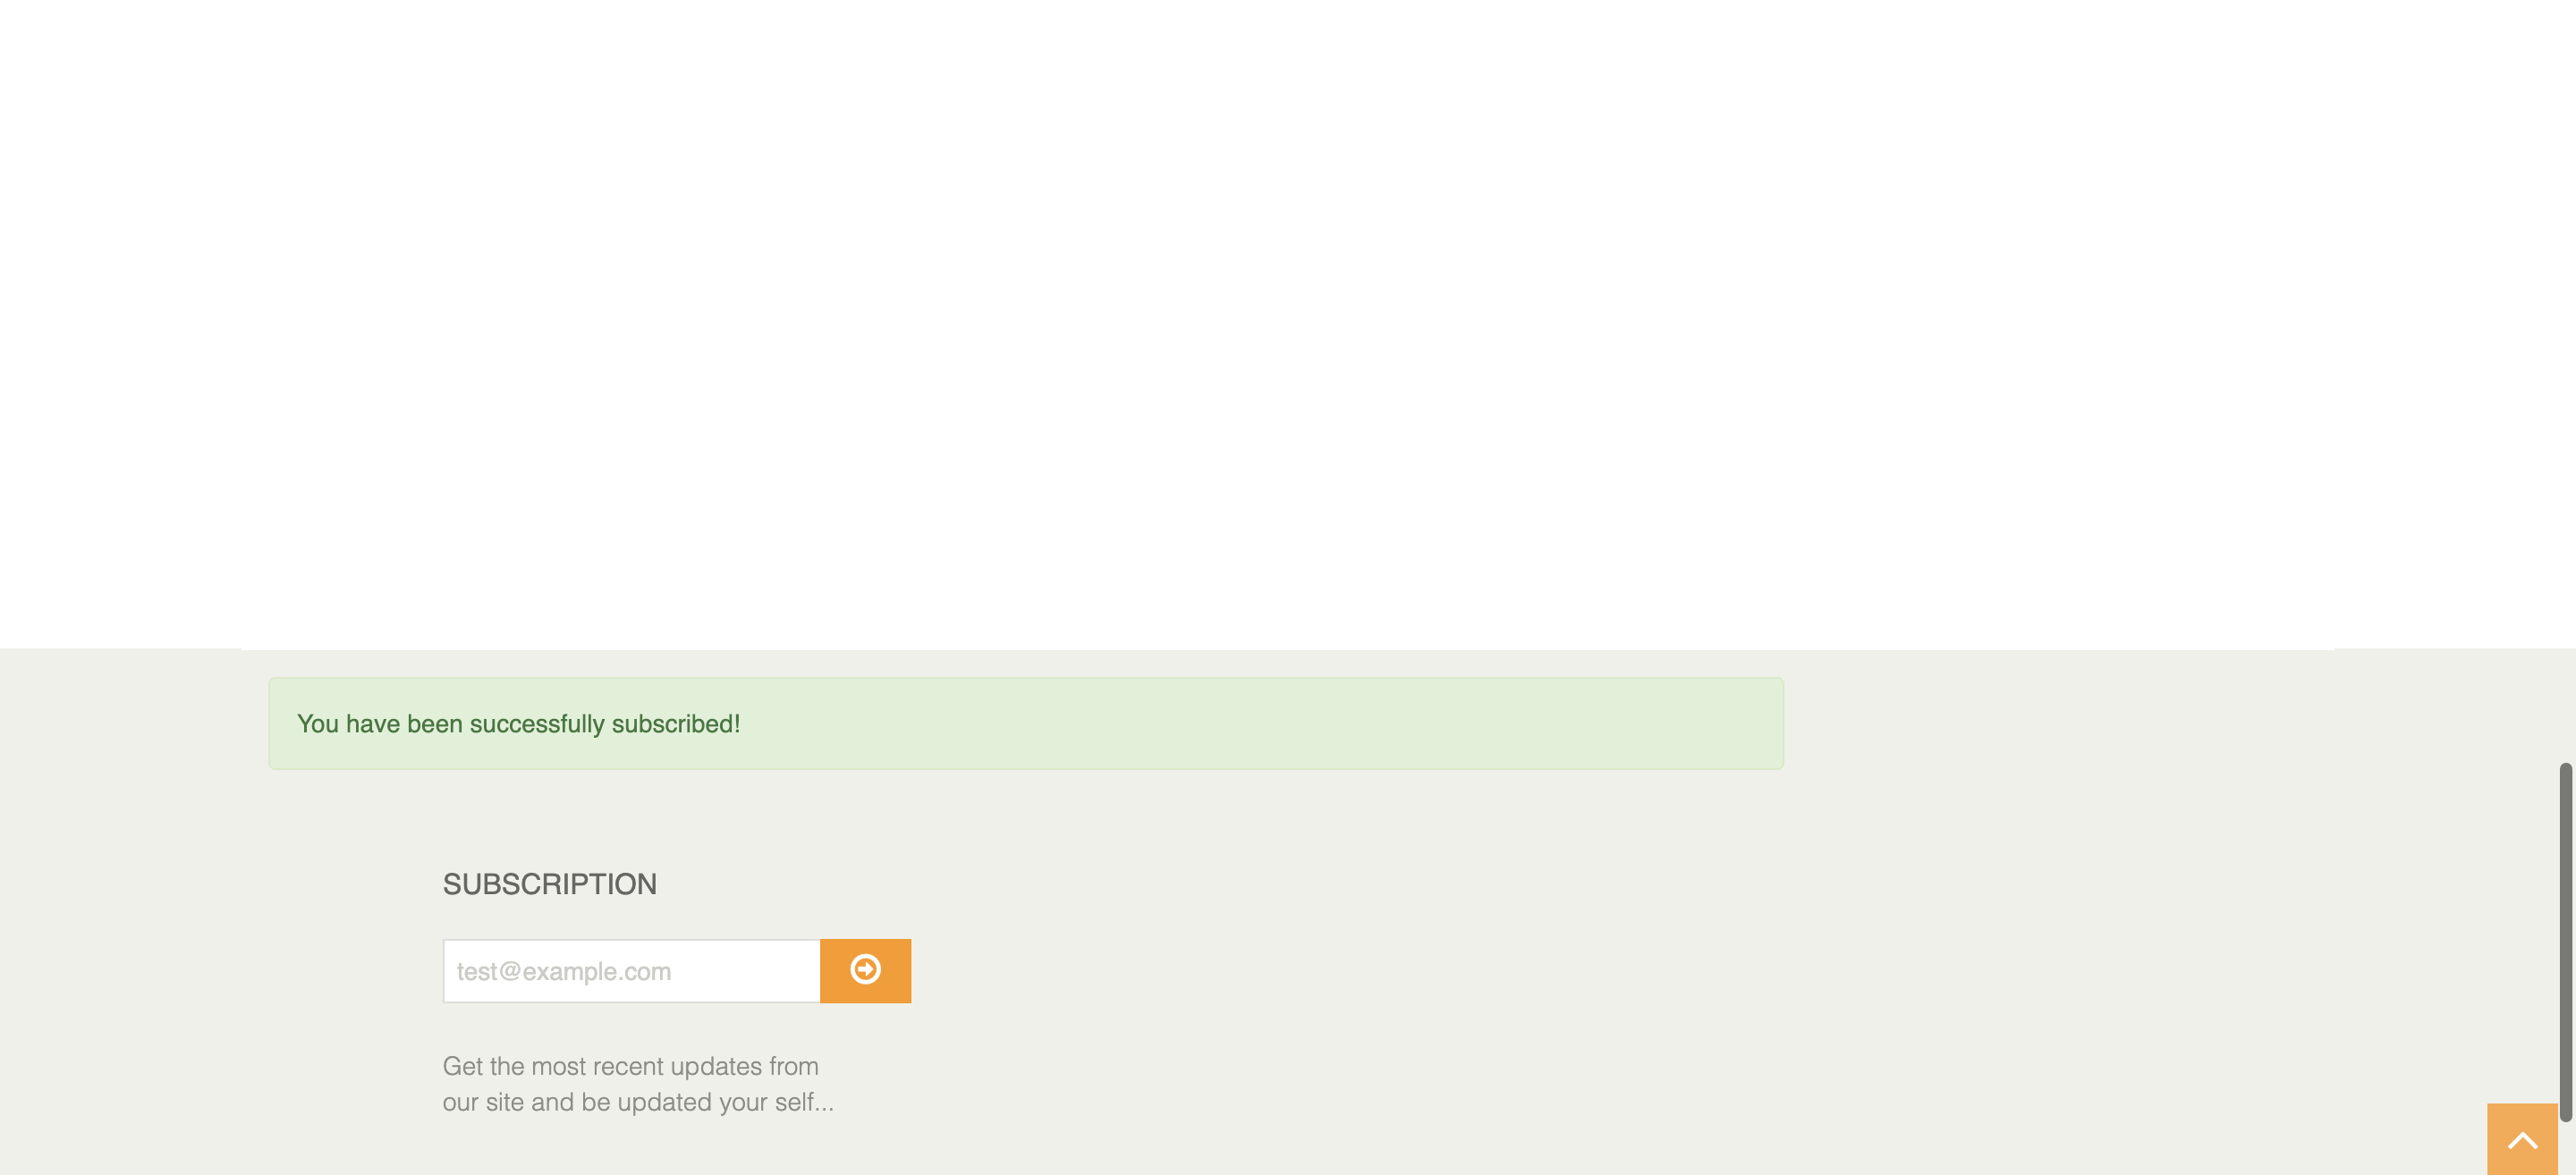 You have been successfully subscribed!
SUBSCRIPTION
test@example.com
Get the most recent updates from
our site and be updated your self...